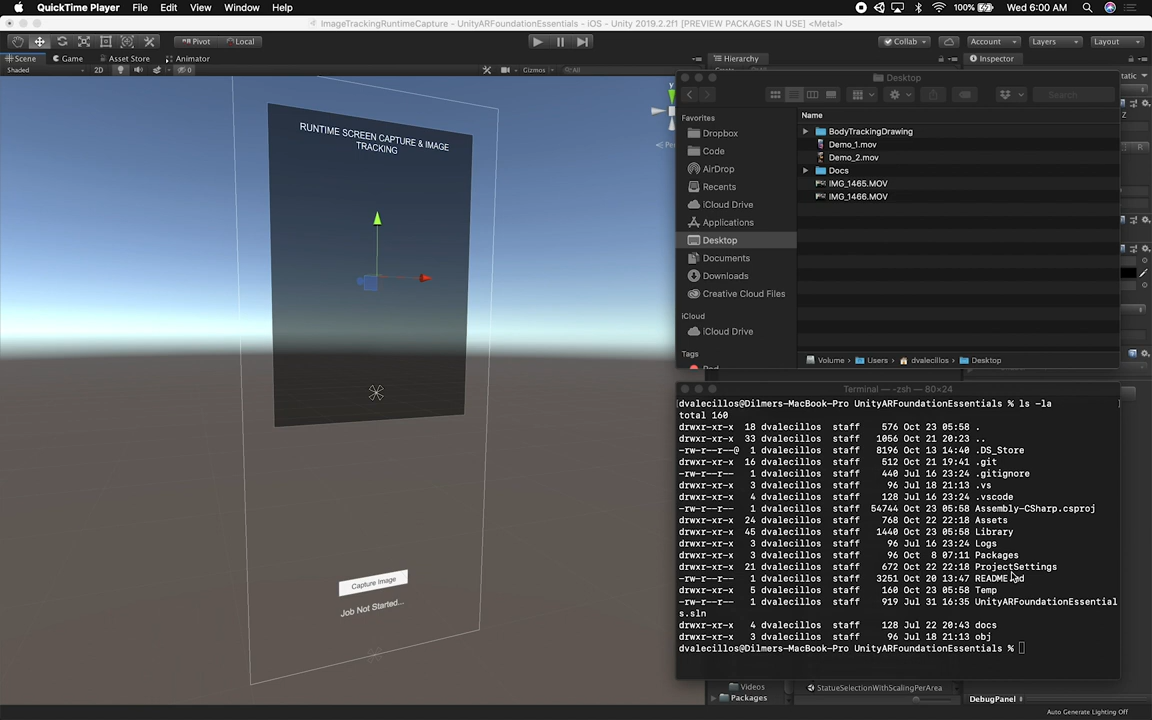 QuickTime Player File Edit View Window Help
100% Wed 6:00 AM
ImageTrackingRuntimeCapture - UnityARFoundationEssentials - iOS - Unity 2019.2.2f1 [PREVIEW PACKAGES IN USE] <Metal>
Pivot Local
Collab Account Layers Layout
Scene Game Asset Store Animator
Hierarchy
Inspector
Shaded 2D 0 Gizmos All
RUNTIME SCREEN CAPTURE & IMAGE
TRACKING
Capture Image
Job Not Started...
Desktop
Search
Favorites
Dropbox
Code
AirDrop
Recents
iCloud Drive
Applications
Desktop
Documents
Downloads
Creative Cloud Files
iCloud
iCloud Drive
Tags
Name
BodyTrackingDrawing
Demo_1.mov
Demo_2.mov
Docs
IMG_1465.MOV
IMG_1466.MOV
Volume › Users › dvalecillos › Desktop
Terminal — -zsh — 80×24
[dvalecillos@Dilmers-MacBook-Pro UnityARFoundationEssentials % ls -la ]
total 160
drwxr-xr-x 18 dvalecillos staff 576 Oct 23 05:58 .
drwxr-xr-x 33 dvalecillos staff 1056 Oct 21 20:23 ..
-rw-r--r--@ 1 dvalecillos staff 8196 Oct 13 14:40 .DS_Store
drwxr-xr-x 16 dvalecillos staff 512 Oct 21 19:41 .git
-rw-r--r-- 1 dvalecillos staff 440 Jul 16 23:24 .gitignore
drwxr-xr-x 3 dvalecillos staff 96 Jul 18 21:13 .vs
drwxr-xr-x 4 dvalecillos staff 128 Jul 16 23:24 .vscode
-rw-r--r-- 1 dvalecillos staff 54744 Oct 23 05:58 Assembly-CSharp.csproj
drwxr-xr-x 24 dvalecillos staff 768 Oct 22 22:18 Assets
drwxr-xr-x 45 dvalecillos staff 1440 Oct 23 05:58 Library
drwxr-xr-x 3 dvalecillos staff 96 Jul 16 23:24 Logs
drwxr-xr-x 3 dvalecillos staff 96 Oct 8 07:11 Packages
drwxr-xr-x 21 dvalecillos staff 672 Oct 22 22:18 ProjectSettings
-rw-r--r-- 1 dvalecillos staff 3251 Oct 20 13:47 README.md
drwxr-xr-x 5 dvalecillos staff 160 Oct 23 05:58 Temp
-rw-r--r-- 1 dvalecillos staff 919 Jul 31 16:35 UnityARFoundationEssential
s.sln
drwxr-xr-x 4 dvalecillos staff 128 Jul 22 20:43 docs
drwxr-xr-x 3 dvalecillos staff 96 Jul 18 21:13 obj
dvalecillos@Dilmers-MacBook-Pro UnityARFoundationEssentials %
Videos
Packages
StatueSelectionWithScalingPerArea
DebugPanel
Auto Generate Lighting Off